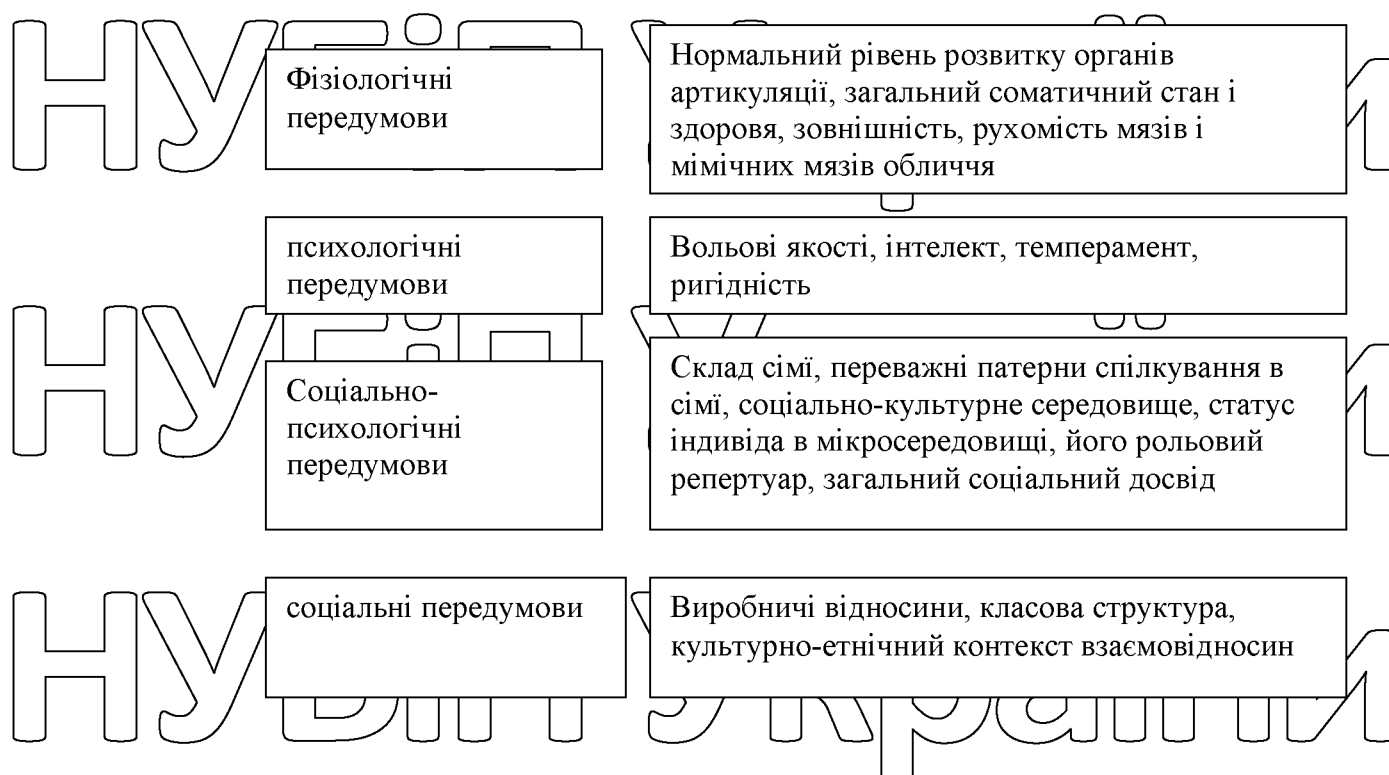 Фізіологічні
передумови
Нормальний рівень розвитку органів
артикуляції, загальний соматичний стан і
здоровя, зовнішність, рухомість мязів і
мімічних мязів обличчя
психологічні
передумови
Вольові якості, інтелект, темперамент,
ригідність
Соціально-
психологічні
передумови
Склад сімї, переважні патерни спілкування в
сімї, соціально-культурне середовище, статус
індивіда в мікросередовищі, його рольовий
репертуар, загальний соціальний досвід
соціальні передумови
Виробничі відносини, класова структура,
культурно-етнічний контекст взаємовідносин
НУБіП України